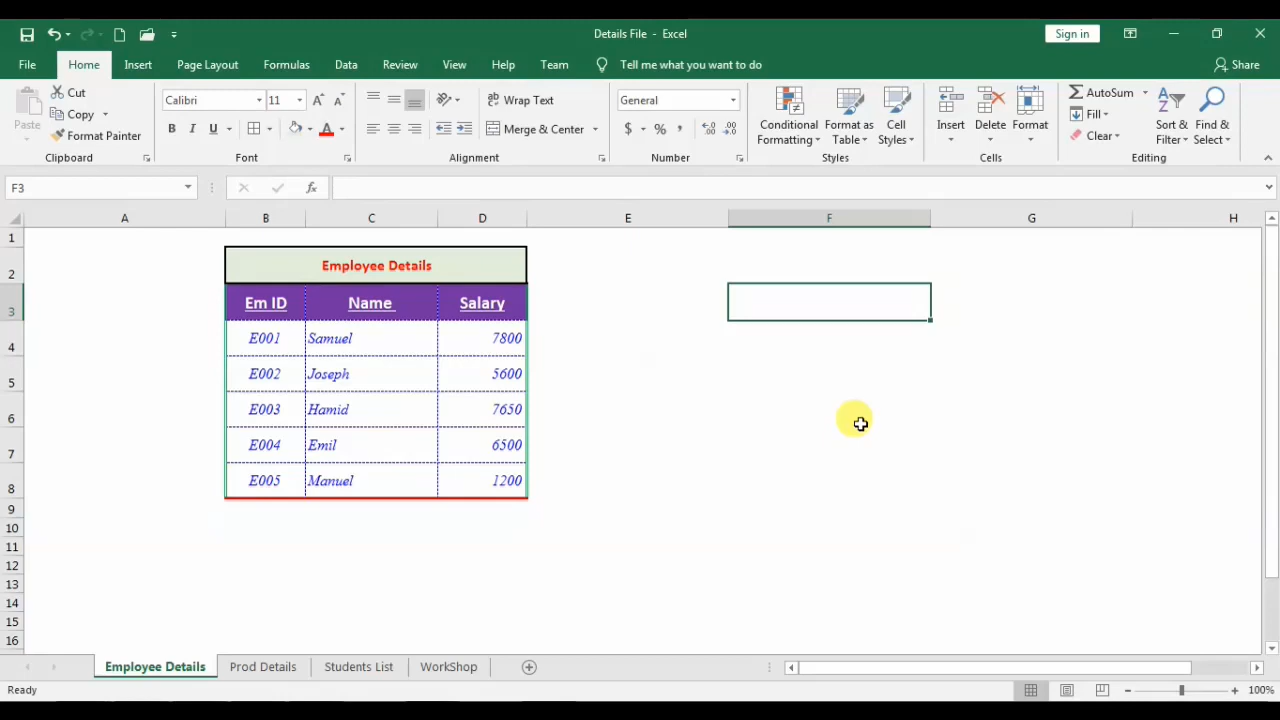 Details File - Excel
Sign in
File Home Insert Page Layout Formulas Data Review View Help Team Tell me what you want to do Share
Paste
Cut
Copy
Format Painter
Clipboard
Calibri 11
B I U
Font
Wrap Text
Merge & Center
Alignment
General
$ % ,
Number
Conditional Formatting
Format as Table
Cell Styles
Styles
Insert
Delete
Format
Cells
AutoSum
Fill
Clear
Sort & Filter
Find & Select
Editing
F3
fx
A B C D E F G H
1
2 Employee Details
3 Em ID Name Salary
4 E001 Samuel 7800
5 E002 Joseph 5600
6 E003 Hamid 7650
7 E004 Emil 6500
8 E005 Manuel 1200
9
10
11
12
13
14
15
16
Employee Details Prod Details Students List WorkShop
Ready
100%